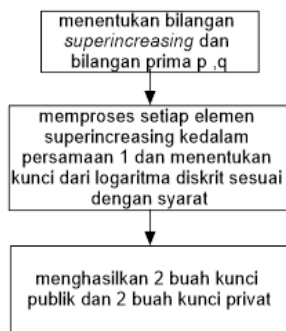 menentukan bilangan
superincreasing dan
bilangan prima p ,q
memproses setiap elemen
superincreasing kedalam
persamaan 1 dan menentukan
kunci dari logaritma diskrit sesuai
dengan syarat
menghasilkan 2 buah kunci
publik dan 2 buah kunci privat